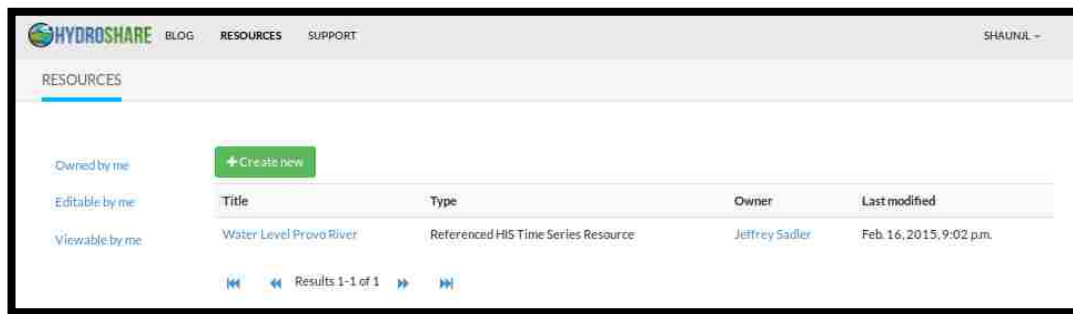 HYDROSHARE BLOG RESOURCES SUPPORT SHAUNJL
RESOURCES
Owned by me
Editable by me
Viewable by me
+Create new
Title Type Owner Last modified
Water Level Provo River Referenced HIS Time Series Resource Jeffrey Sadler Feb. 16, 2015, 9:02 p.m.
Results 1-1 of 1